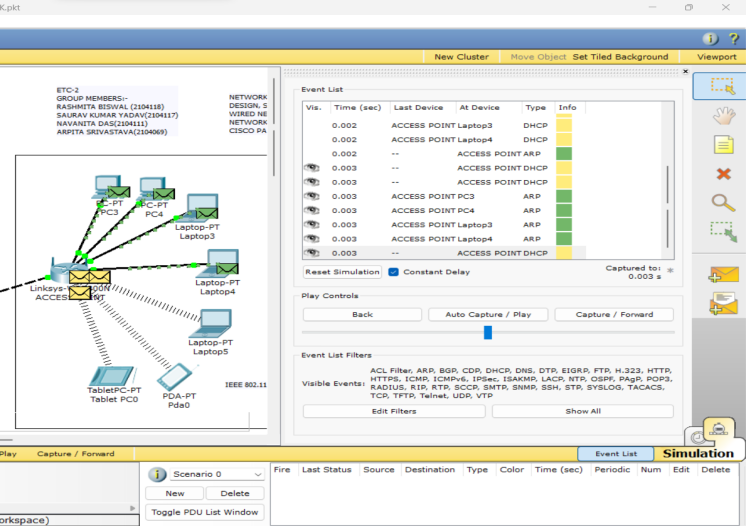 K.pkt
New Cluster Move Object Set Tiled Background Viewport
ETC-2
GROUP MEMBERS:-
RASHMITA BISWAL (2104118)
SAURAV KUMAR YADAV(2104117)
NAVANITA DAS(2104111)
ARPITA SRIVASTAVA(2104069)
NETWORK
DESIGN, S
WIRED NE
NETWORK
CISCO PA
PC-PT
PC3
PC-PT
PC4
Laptop-PT
Laptop3
Laptop-PT
Laptop4
Laptop-PT
Laptop5
TabletPC-PT
Tablet PC0
PDA-PT
Pda0
IEEE 802.11
Event List
Vis. Time (sec) Last Device At Device Type Info
0.002 ACCESS POINT Laptop3 DHCP
0.002 ACCESS POINT Laptop4 DHCP
0.002 -- ACCESS POINT ARP
0.003 -- ACCESS POINT DHCP
0.003 -- ACCESS POINT DHCP
0.003 ACCESS POINT PC3 ARP
0.003 ACCESS POINT PC4 ARP
0.003 ACCESS POINT Laptop3 ARP
0.003 ACCESS POINT Laptop4 ARP
0.003 -- ACCESS POINT DHCP
Reset Simulation Constant Delay
Captured to: *
0.003 s
Play Controls
Back Auto Capture / Play Capture / Forward
Event List Filters
Visible Events:
ACL Filter, ARP, BGP, CDP, DHCP, DNS, DTP, EIGRP, FTP, H.323, HTTP,
HTTPS, ICMP, ICMPv6, IPSec, ISAKMP, LACP, NTP, OSPF, PAgP, POP3,
RADIUS, RIP, RTP, SCCP, SMTP, SNMP, SSH, STP, SYSLOG, TACACS,
TCP, TFTP, Telnet, UDP, VTP
Edit Filters Show All
Play Capture / Forward Event List Simulation
Scenario 0
New Delete
Toggle PDU List Window
Fire Last Status Source Destination Type Color Time (sec) Periodic Num Edit Delete
orkspace)